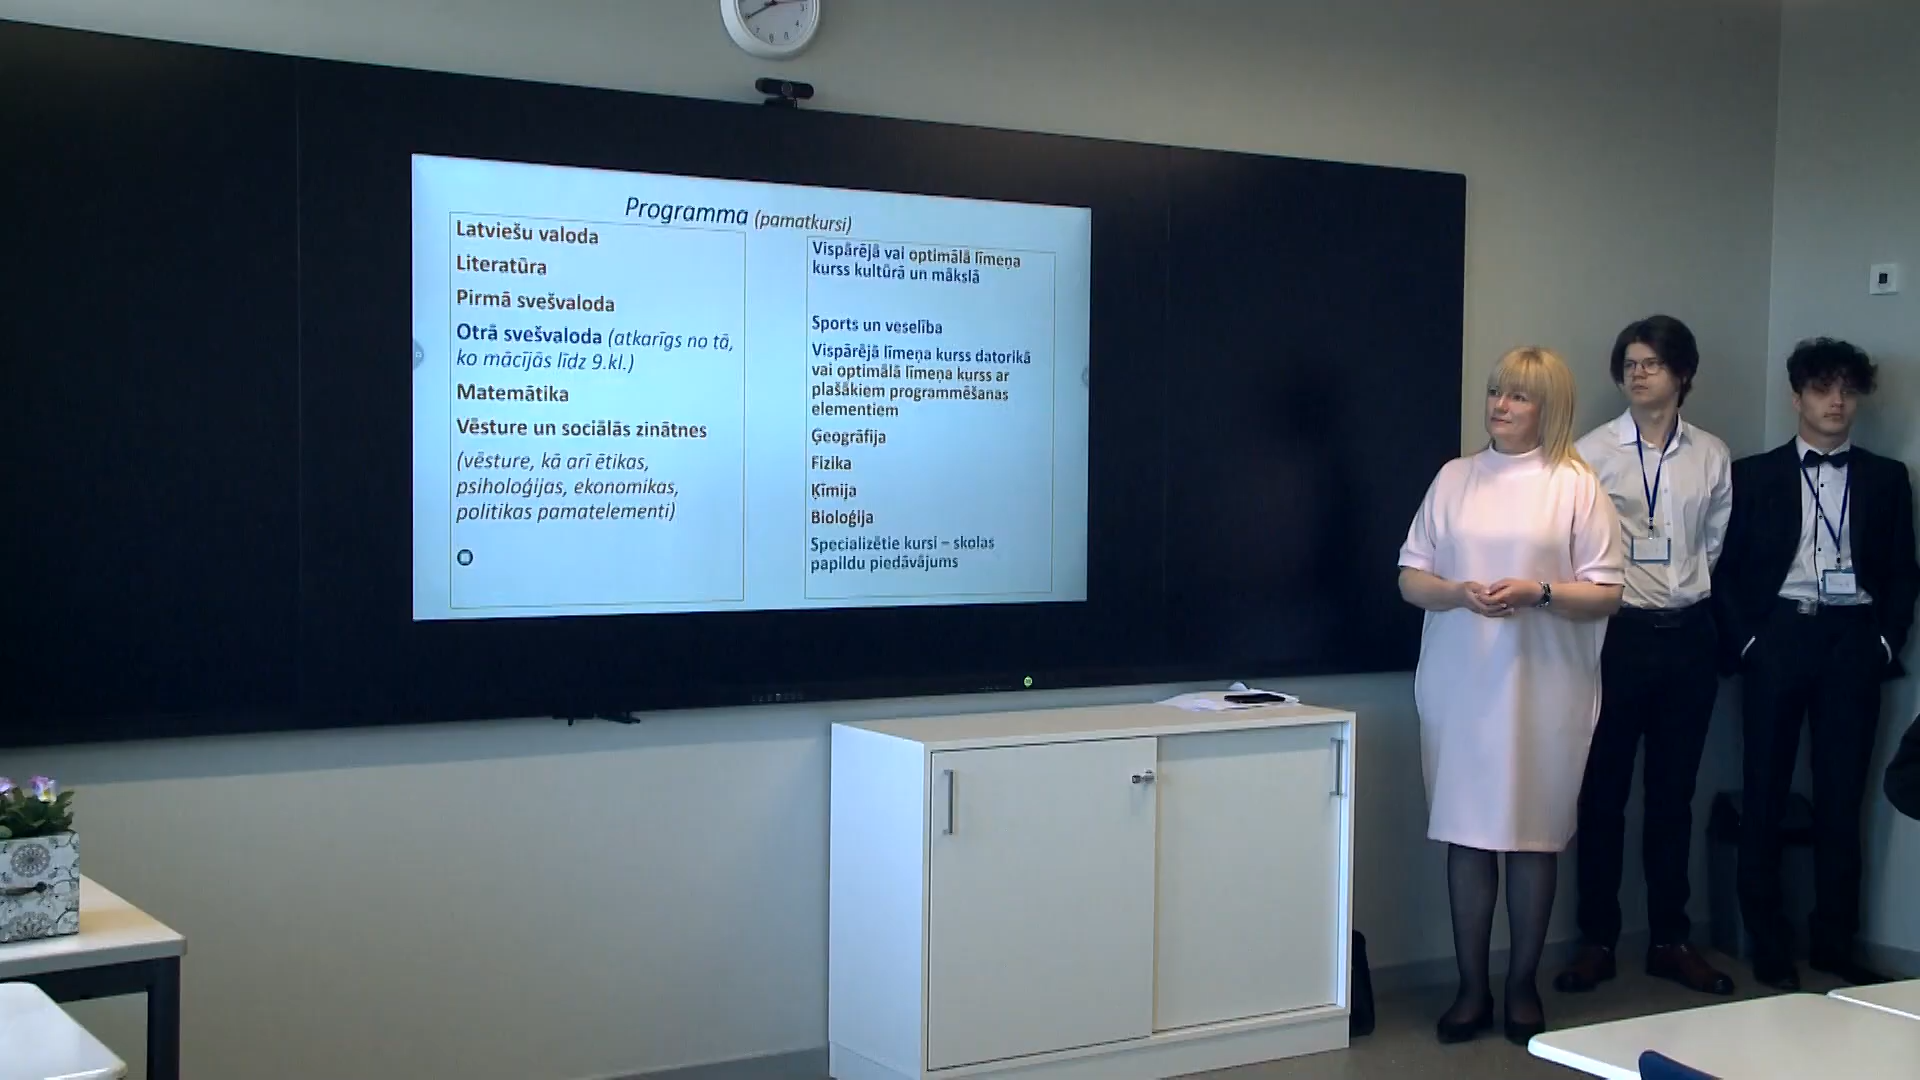 Programma (pamatkursi)
Latviešu valoda
Literatūra
Pirmā svešvaloda
Otrā svešvaloda (atkarīgs no tā,
ko mācījās līdz 9.kl.)
Matemātika
Vēsture un sociālās zinātnes
(vēsture, kā arī ētikas,
psiholoģijas, ekonomikas,
politikas pamatelementi)
Vispārējā vai optimālā līmeņa
kurss kultūrā un mākslā
Sports un veselība
Vispārējā līmeņa kurss datorikā
vai optimālā līmeņa kurss ar
plašākiem programmēšanas
elementiem
Ģeogrāfija
Fizika
Ķīmija
Bioloģija
Specializētie kursi – skolas
papildu piedāvājums